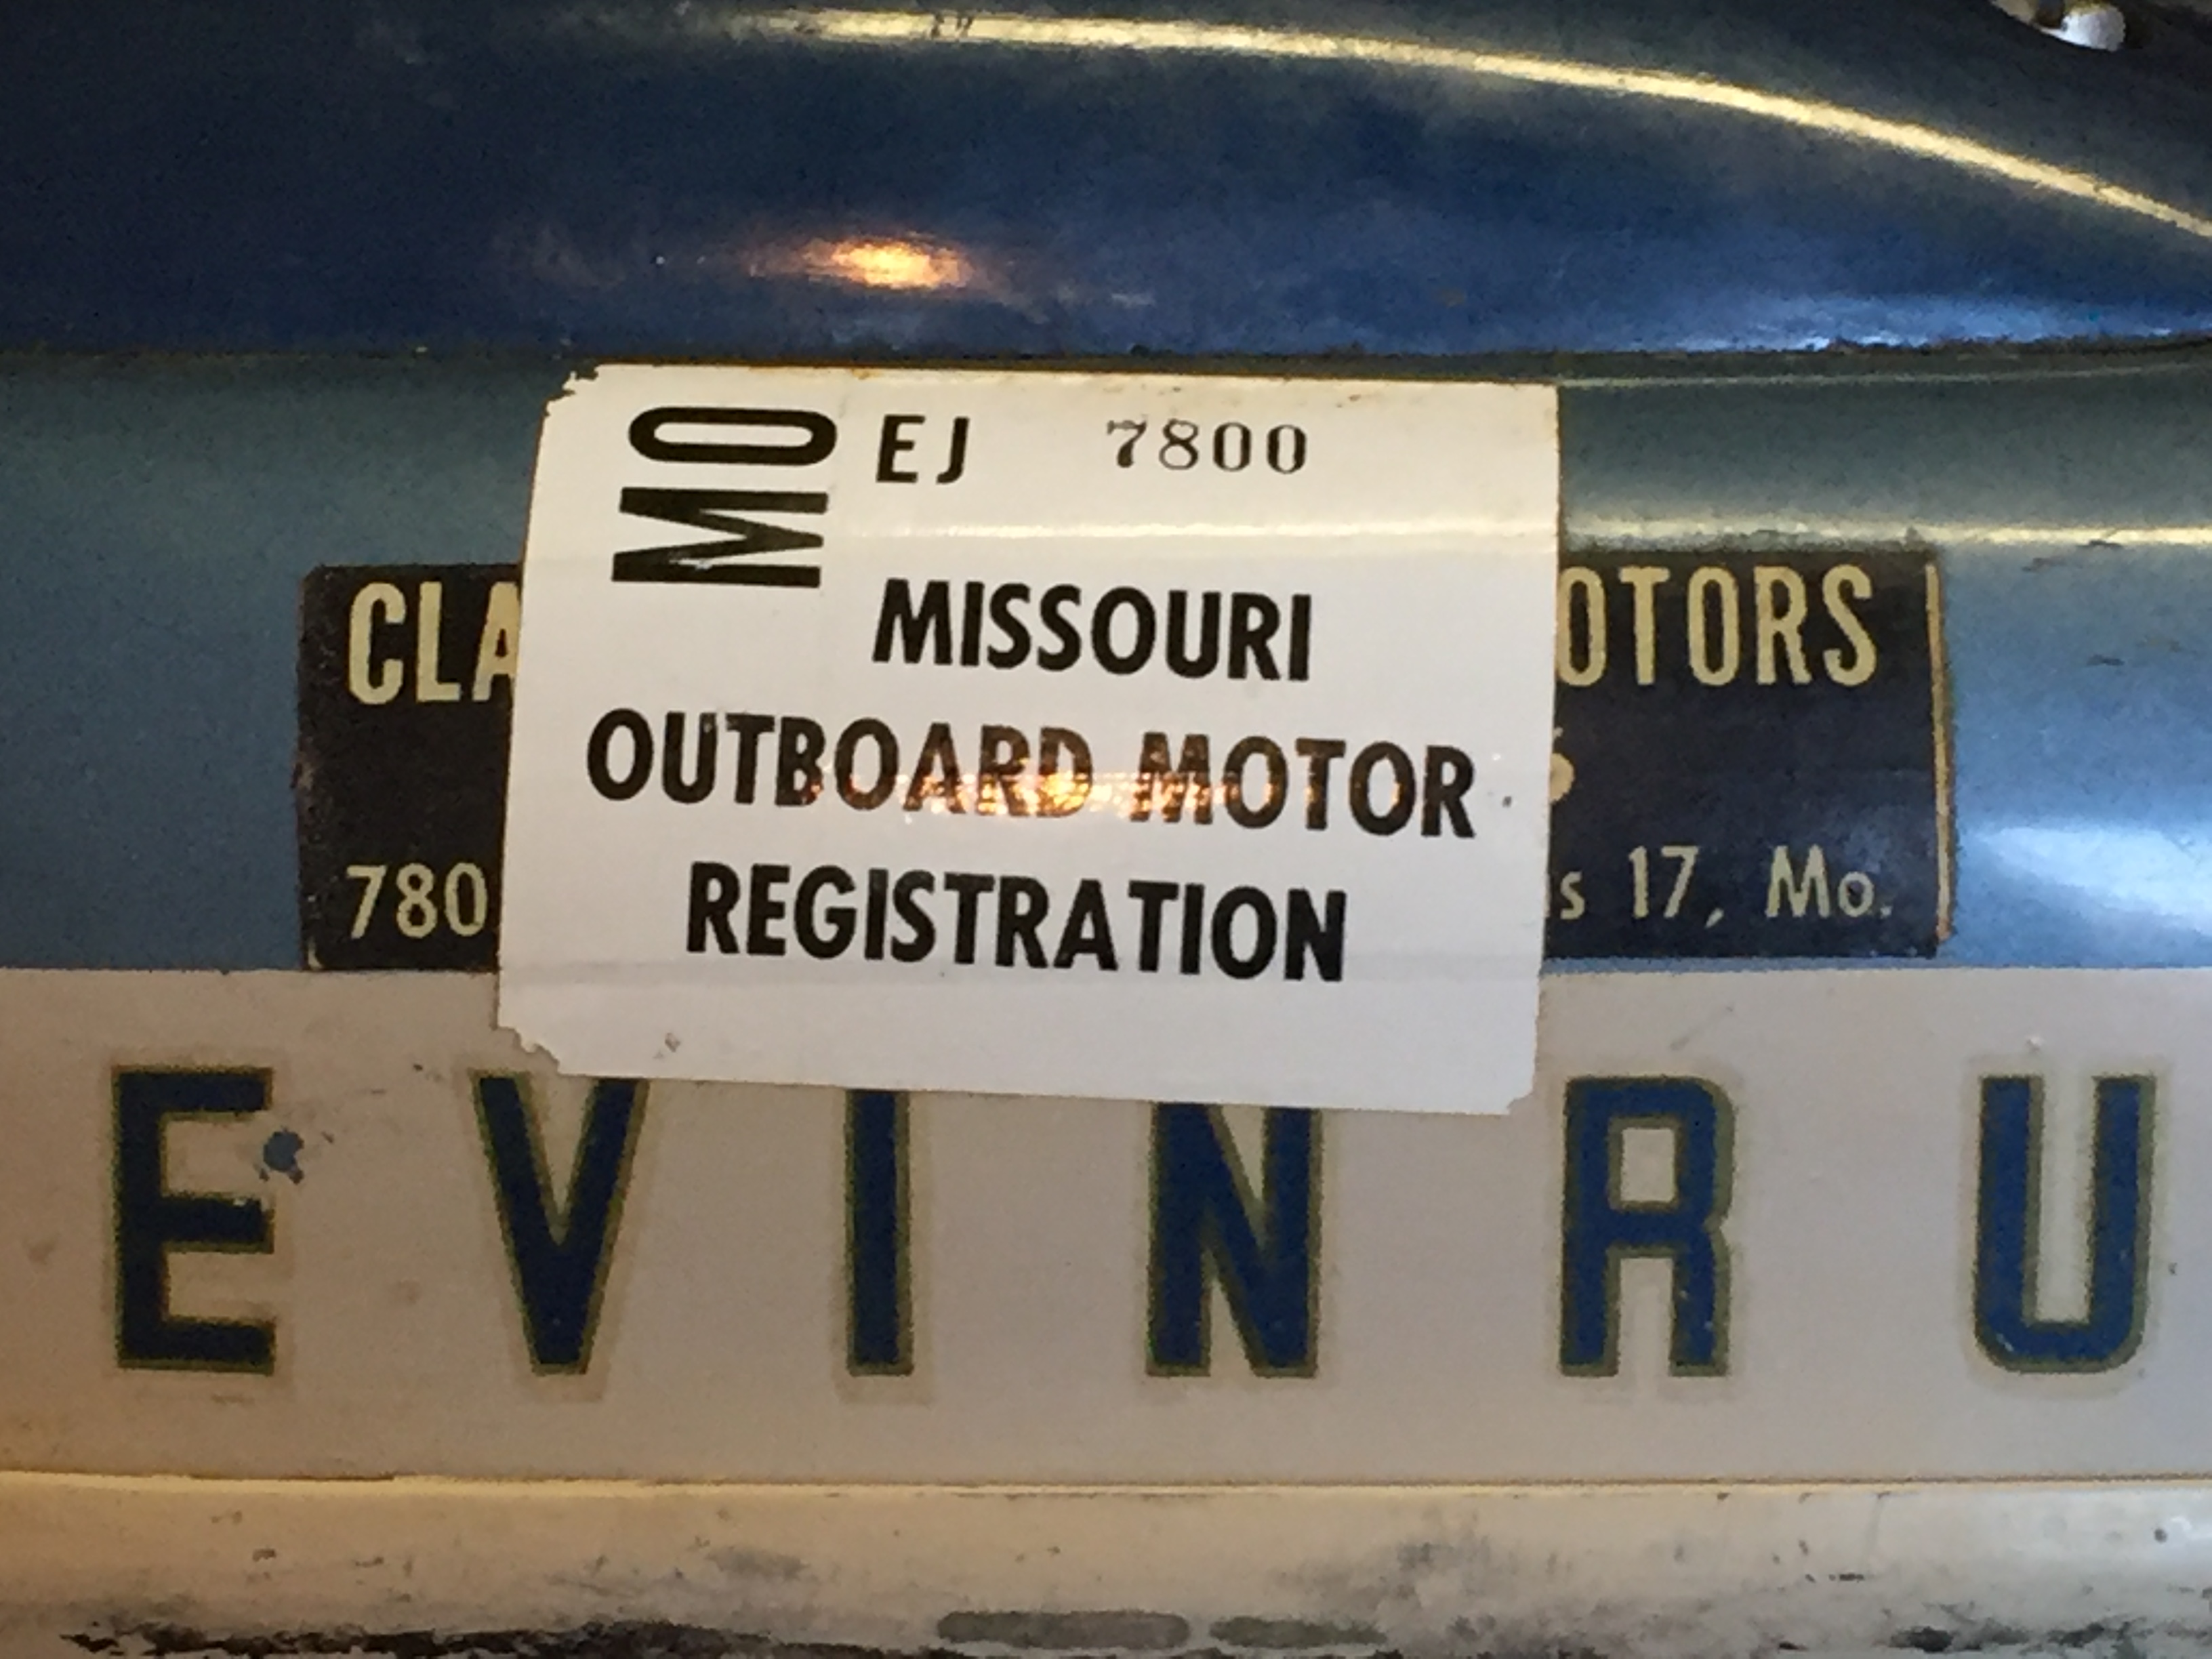 MO EJ 7800
MISSOURI
OUTBOARD MOTOR
REGISTRATION
CLA OTORS
780 s 17, Mo.
EVINRU